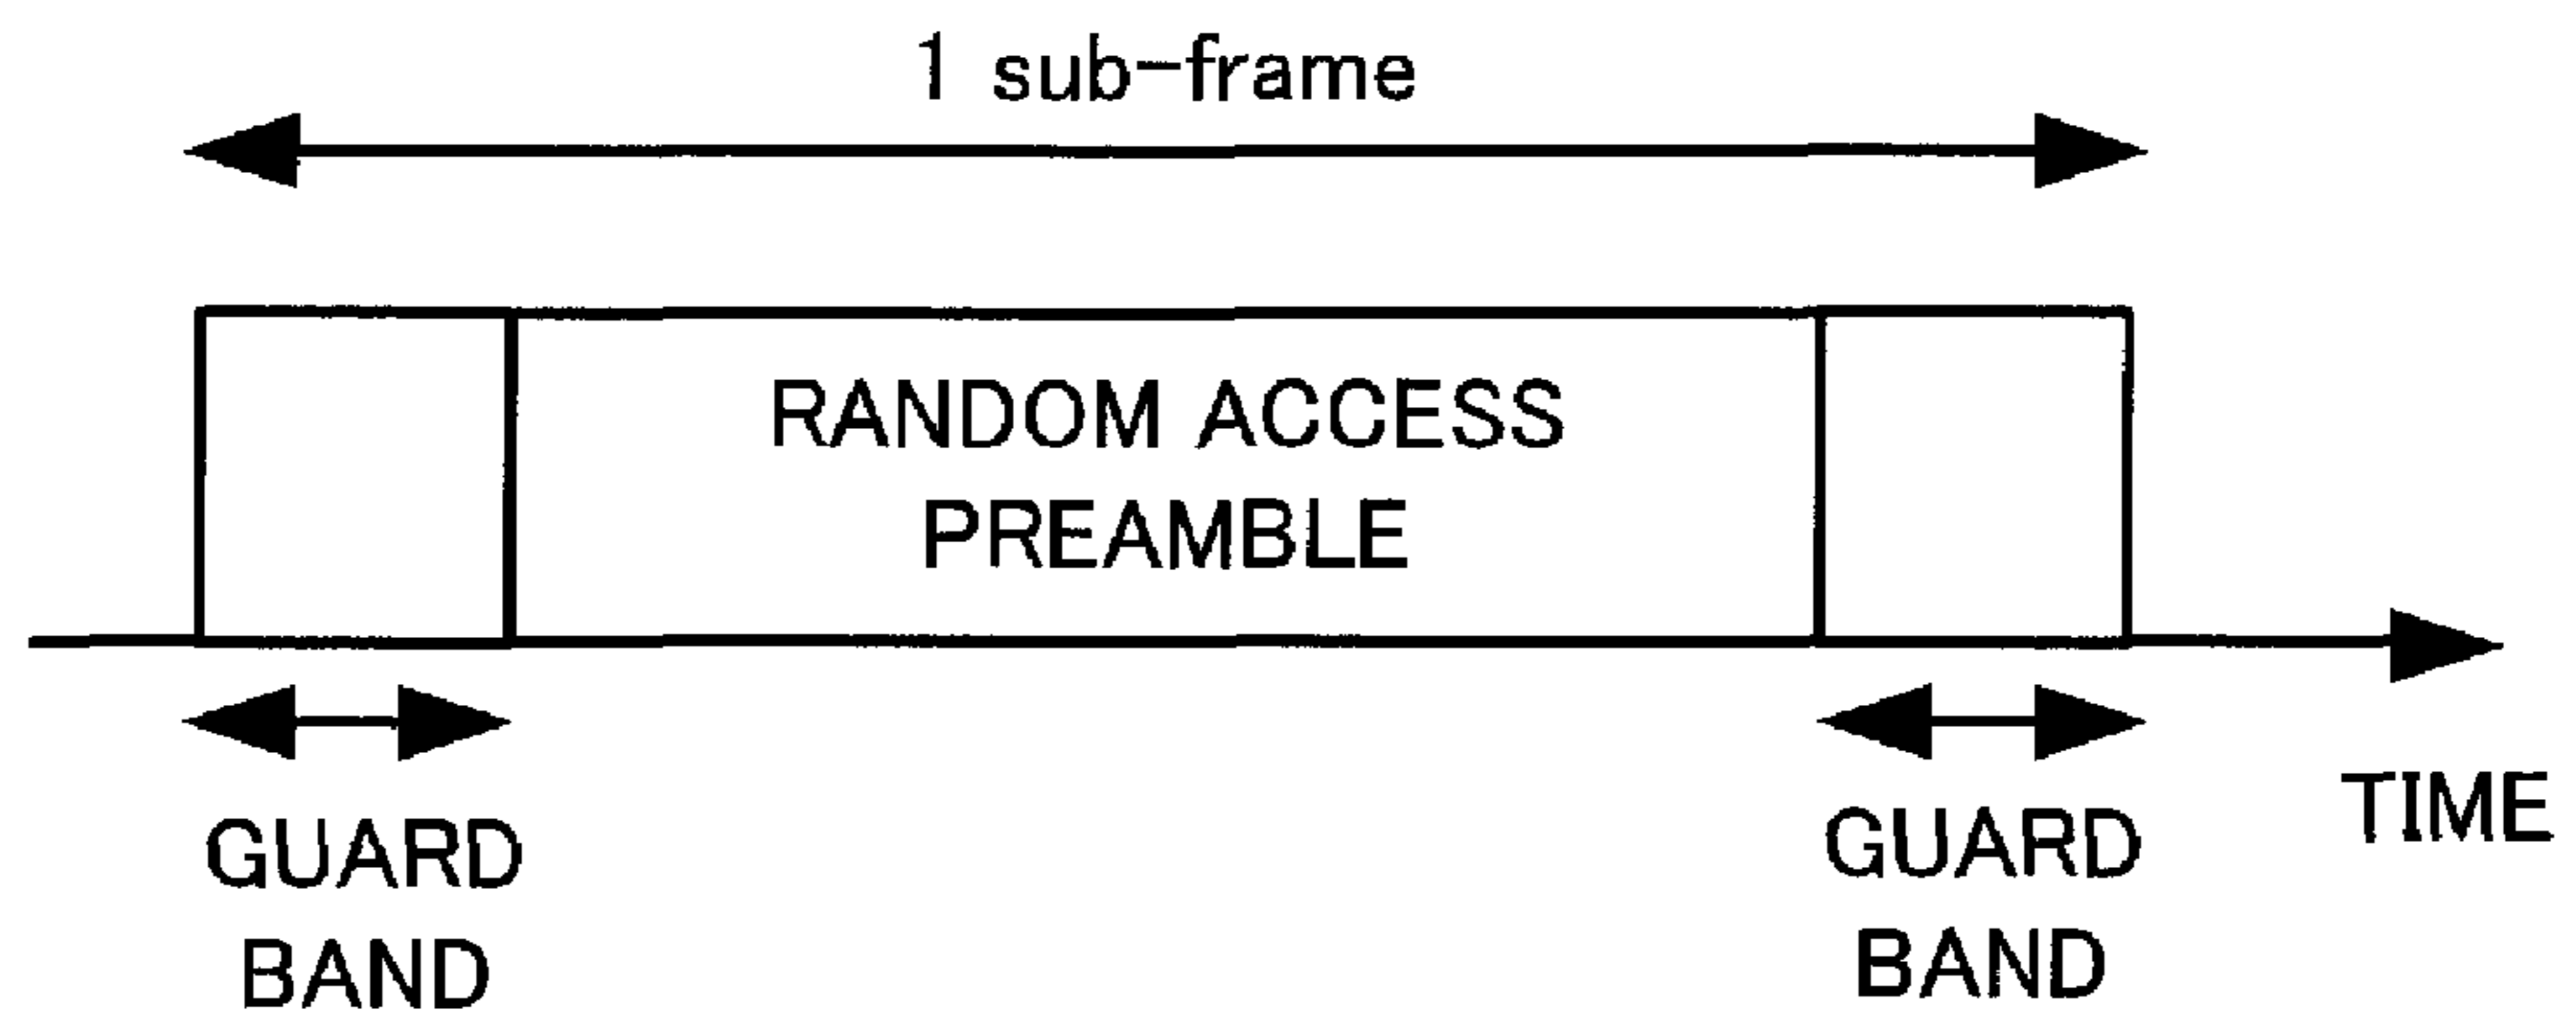 1 sub-frame
RANDOM ACCESS
PREAMBLE
GUARD
BAND
GUARD
BAND
TIME